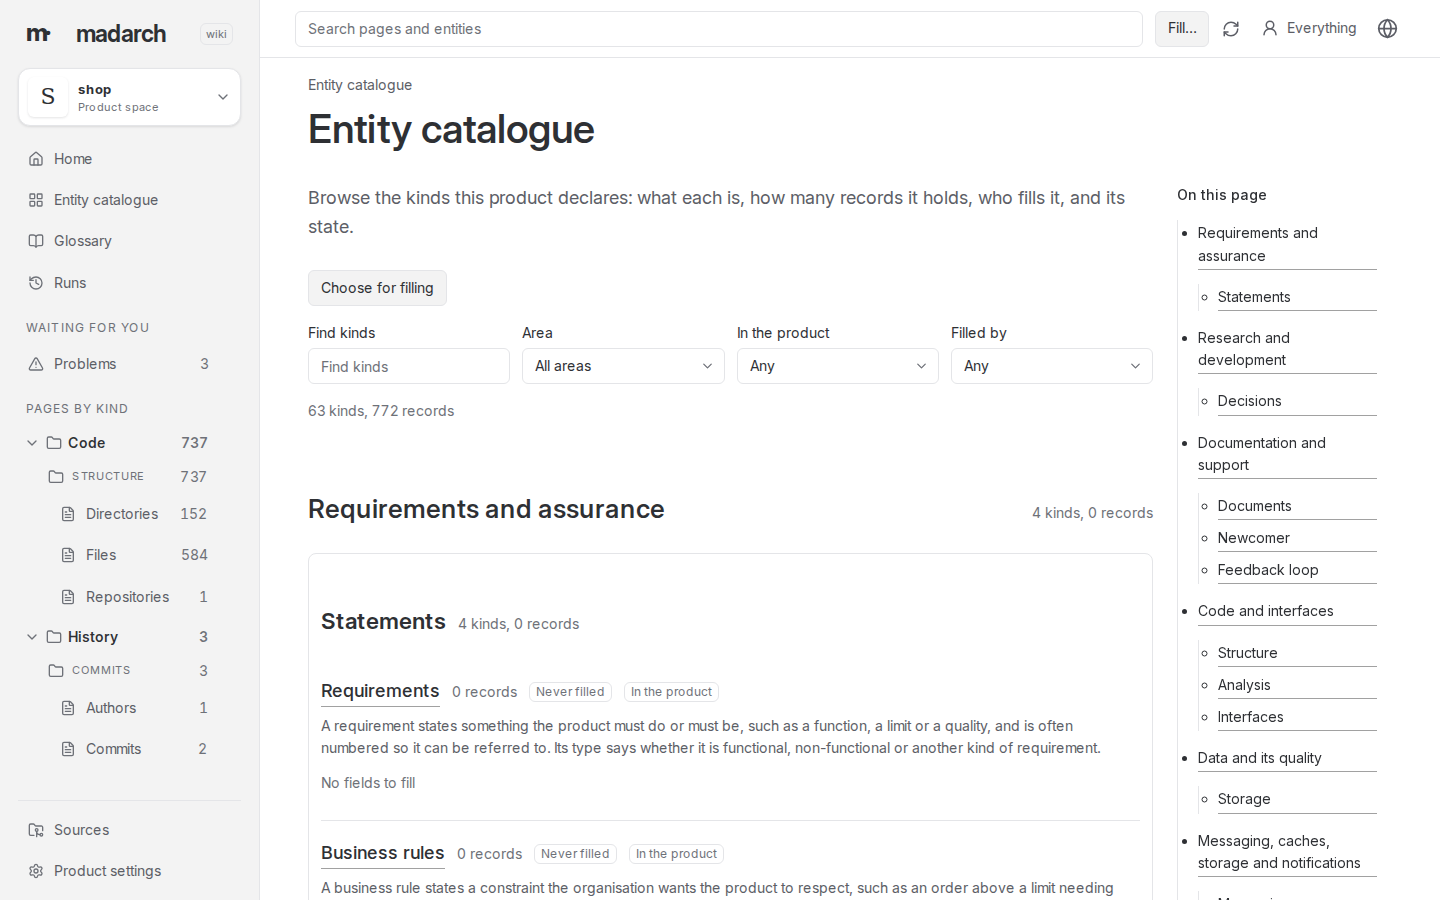 m madarch wiki
shop
Product space
S
Home
Entity catalogue
Glossary
Runs
WAITING FOR YOU
Problems 3
PAGES BY KIND
Code 737
STRUCTURE 737
Directories 152
Files 584
Repositories 1
History 3
COMMITS 3
Authors 1
Commits 2
Sources
Product settings
Search pages and entities
Fill...
Everything
Entity catalogue
Entity catalogue
Browse the kinds this product declares: what each is, how many records it holds, who fills it, and its
state.
Choose for filling
Find kinds Area In the product Filled by
Find kinds All areas Any Any
63 kinds, 772 records
Requirements and assurance 4 kinds, 0 records
Statements 4 kinds, 0 records
Requirements 0 records Never filled In the product
A requirement states something the product must do or must be, such as a function, a limit or a quality, and is often
numbered so it can be referred to. Its type says whether it is functional, non-functional or another kind of requirement.
No fields to fill
Business rules 0 records Never filled In the product
A business rule states a constraint the organisation wants the product to respect, such as an order above a limit needing
On this page
Requirements and
assurance
Statements
Research and
development
Decisions
Documentation and
support
Documents
Newcomer
Feedback loop
Code and interfaces
Structure
Analysis
Interfaces
Data and its quality
Storage
Messaging, caches,
storage and notifications